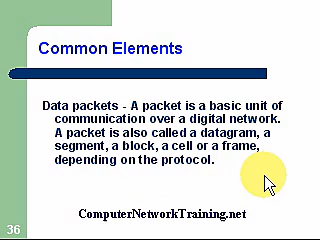 Common Elements
Data packets - A packet is a basic unit of
communication over a digital network.
A packet is also called a datagram, a
segment, a block, a cell or a frame,
depending on the protocol.
ComputerNetworkTraining.net
36